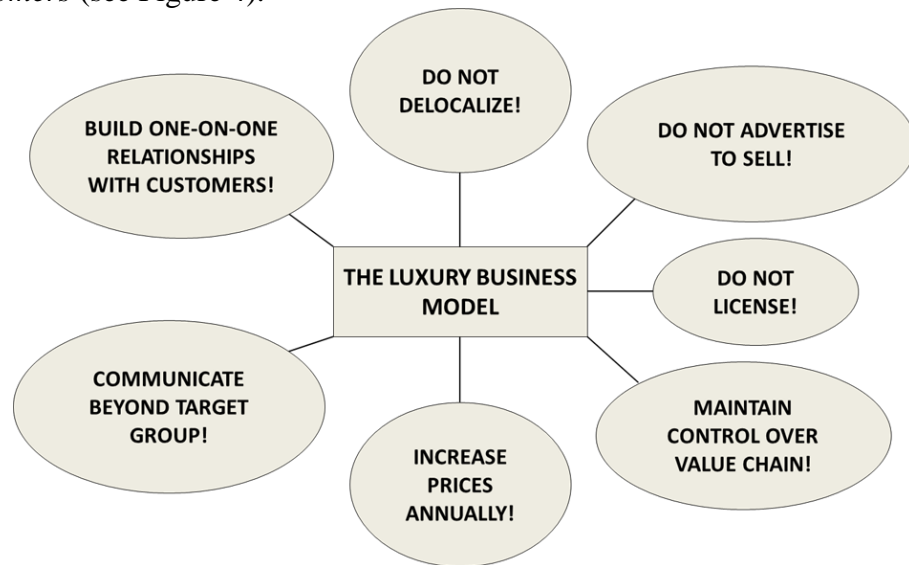 (see Figure 4).
DO NOT
DELOCALIZE!
BUILD ONE-ON-ONE
RELATIONSHIPS
WITH CUSTOMERS!
DO NOT ADVERTISE
TO SELL!
THE LUXURY BUSINESS
MODEL
DO NOT
LICENSE!
COMMUNICATE
BEYOND TARGET
GROUP!
MAINTAIN
CONTROL OVER
VALUE CHAIN!
INCREASE
PRICES
ANNUALLY!